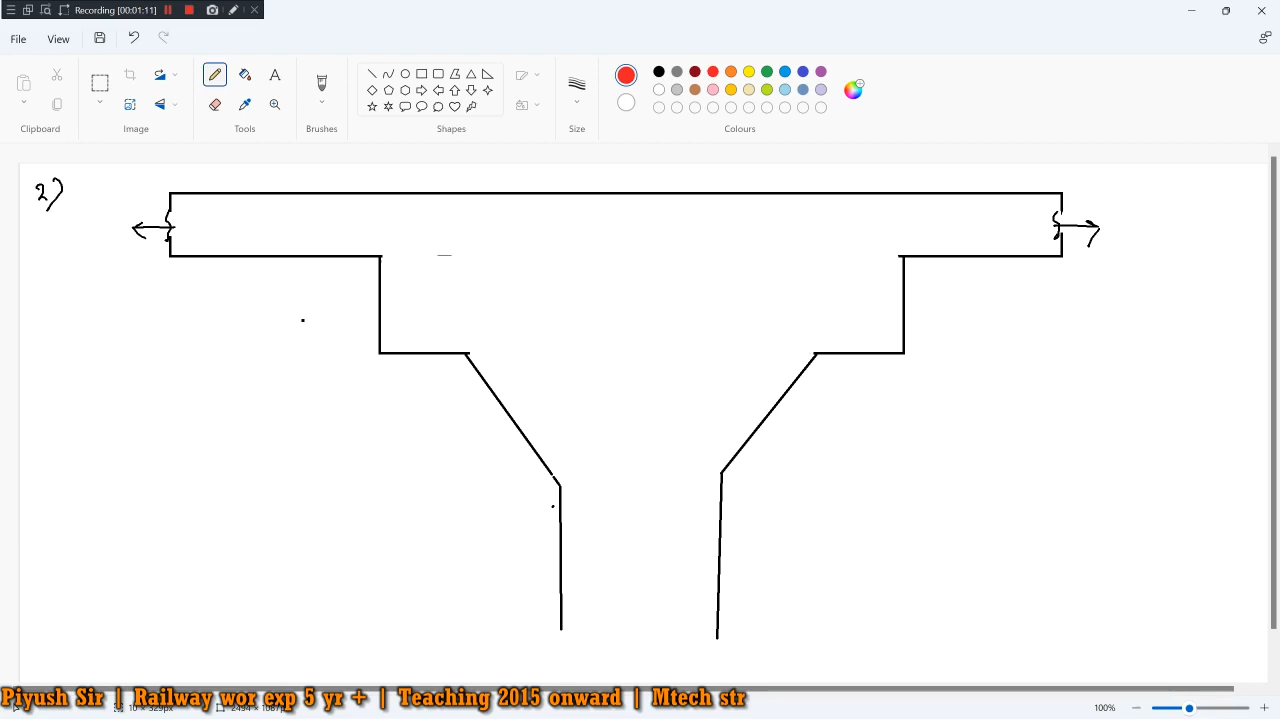 Recording [00:01:11]
File View
Clipboard Image Tools Brushes Shapes Size Colours
2)
Piyush Sir | Railway wor exp 5 yr + | Teaching 2015 onward | Mtech str
100%